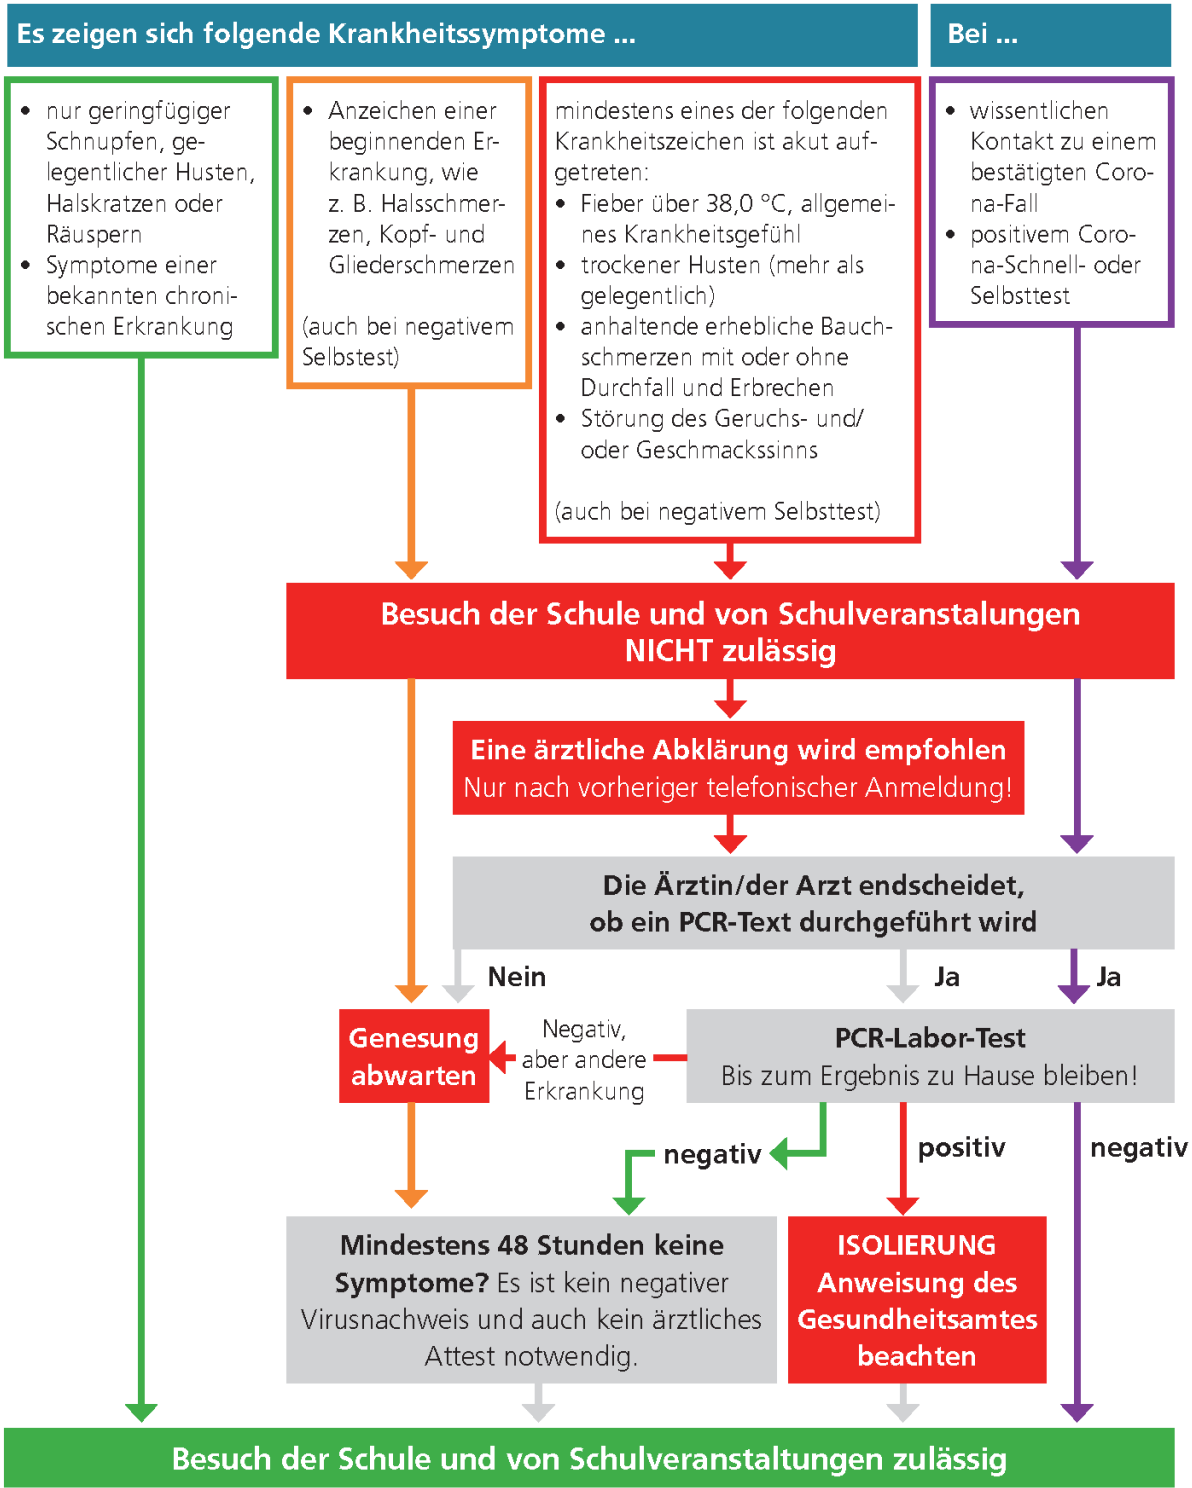 Es zeigen sich folgende Krankheitssymptome ...
Bei ...
• nur geringfügiger
Schnupfen, ge-
legentlicher Husten,
Halskratzen oder
Räuspern
• Symptome einer
bekannten chroni-
schen Erkrankung
• Anzeichen einer
beginnenden Er-
krankung, wie
z. B. Halsschmer-
zen, Kopf- und
Gliederschmerzen
(auch bei negativem
Selbstest)
mindestens eines der folgenden
Krankheitszeichen ist akut auf-
getreten:
• Fieber über 38,0 °C, allgemei-
nes Krankheitsgefühl
• trockener Husten (mehr als
gelegentlich)
• anhaltende erhebliche Bauch-
schmerzen mit oder ohne
Durchfall und Erbrechen
• Störung des Geruchs- und/
oder Geschmackssinns
(auch bei negativem Selbsttest)
• wissentlichen
Kontakt zu einem
bestätigten Coro-
na-Fall
• positivem Coro-
na-Schnell- oder
Selbsttest
Besuch der Schule und von Schulveranstalungen
NICHT zulässig
Eine ärztliche Abklärung wird empfohlen
Nur nach vorheriger telefonischer Anmeldung!
Die Ärztin/der Arzt endscheidet,
ob ein PCR-Text durchgeführt wird
Nein
Ja
Ja
Genesung
abwarten
Negativ,
aber andere
Erkrankung
PCR-Labor-Test
Bis zum Ergebnis zu Hause bleiben!
negativ
positiv
negativ
Mindestens 48 Stunden keine
Symptome? Es ist kein negativer
Virusnachweis und auch kein ärztliches
Attest notwendig.
ISOLIERUNG
Anweisung des
Gesundheitsamtes
beachten
Besuch der Schule und von Schulveranstaltungen zulässig